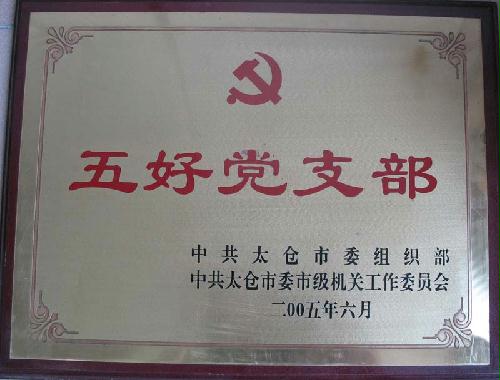 五好党支部
中共太仓市委组织部
中共太仓市委市级机关工作委员会
二00五年六月